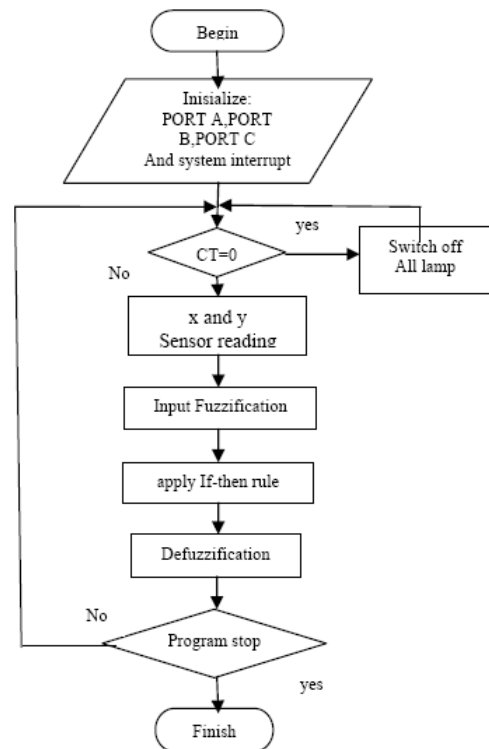 Begin
Inisialize:
PORT A,PORT
B,PORT C
And system interrupt
yes
CT=0
Switch off
All lamp
No
x and y
Sensor reading
Input Fuzzification
apply If-then rule
Defuzzification
No
Program stop
yes
Finish